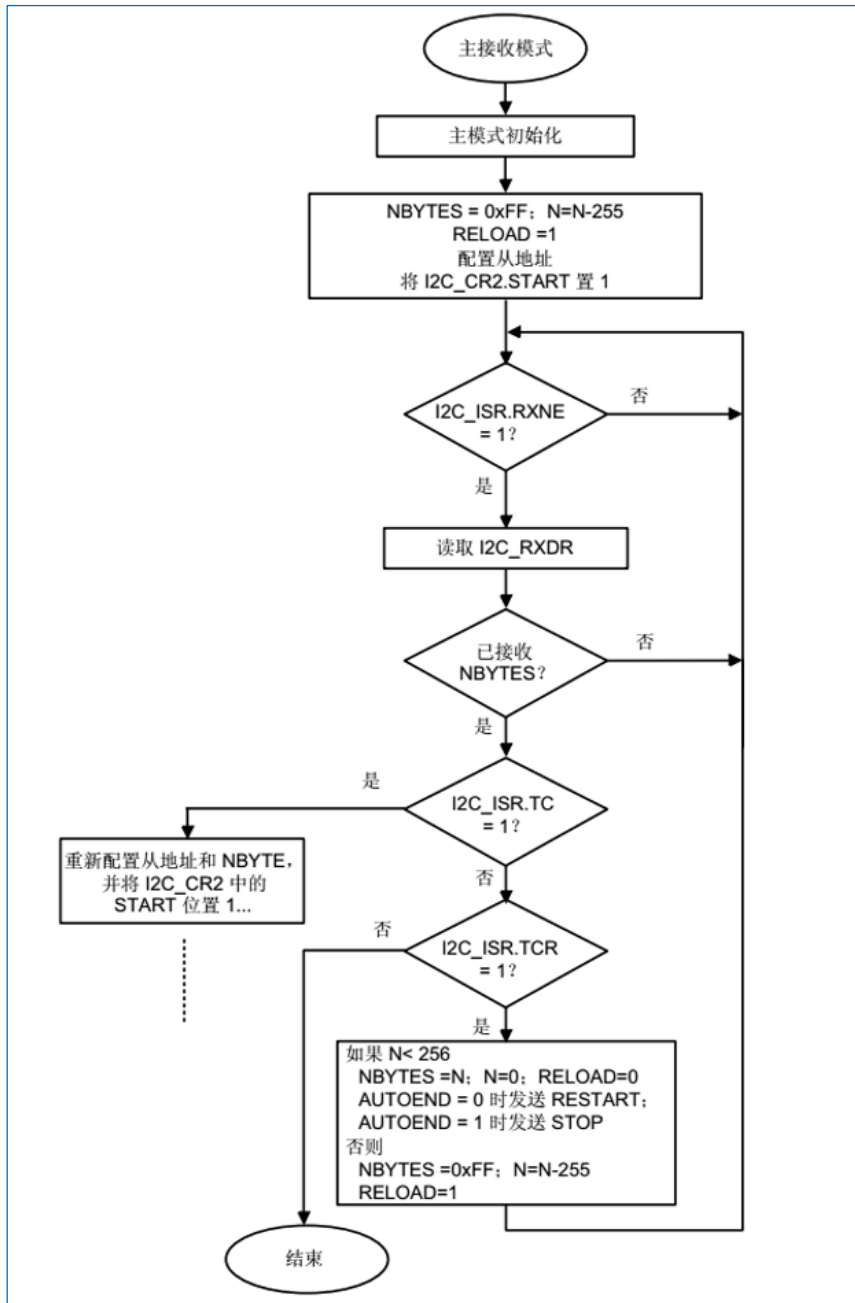 主接收模式
主模式初始化
NBYTES = 0xFF；N=N-255
RELOAD =1
配置从地址
将 I2C_CR2.START 置 1
I2C_ISR.RXNE
= 1？
否
是
读取 I2C_RXDR
已接收
NBYTES？
否
是
I2C_ISR.TC
= 1？
是
重新配置从地址和 NBYTE，
并将 I2C_CR2 中的
START 位置 1...
否
I2C_ISR.TCR
= 1？
否
是
如果 N< 256
NBYTES =N；N=0；RELOAD=0
AUTOEND = 0 时发送 RESTART；
AUTOEND = 1 时发送 STOP
否则
NBYTES =0xFF；N=N-255
RELOAD=1
结束